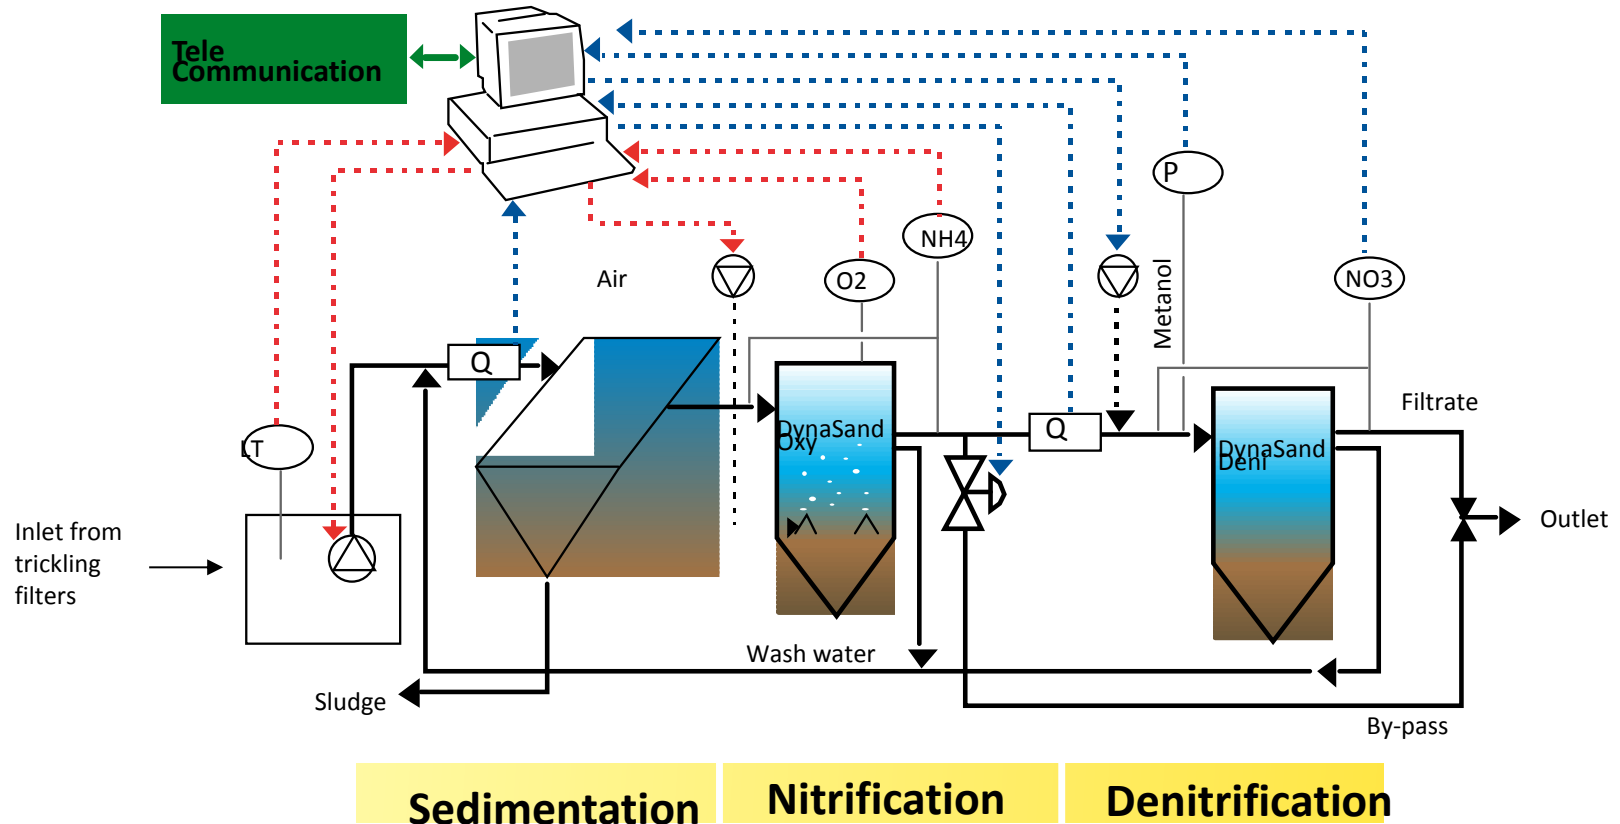 Tele
Communication
P
NH4
Air
O2
Metanol
NO3
Q
Filtrate
DynaSand
Oxy
Q
LT
DynaSand
Deni
Inlet from
trickling
filters
Outlet
Wash water
Sludge
By-pass
Sedimentation
Nitrification
Denitrification